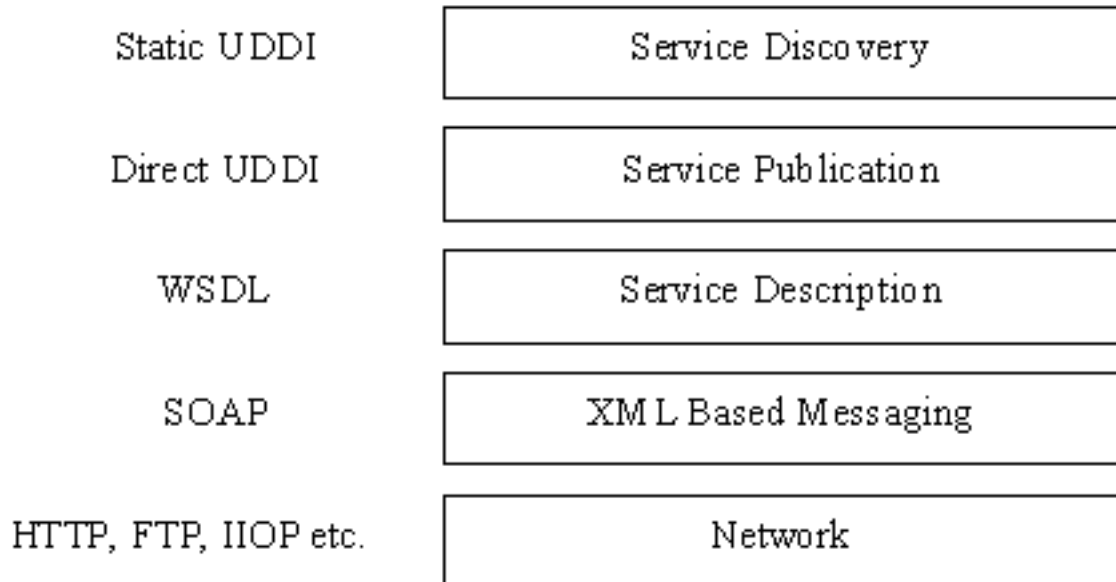 Static UDDI
Service Discovery
Direct UDDI
Service Publication
WSDL
Service Description
SOAP
XML Based Messaging
HTTP, FTP, IIOP etc.
Network